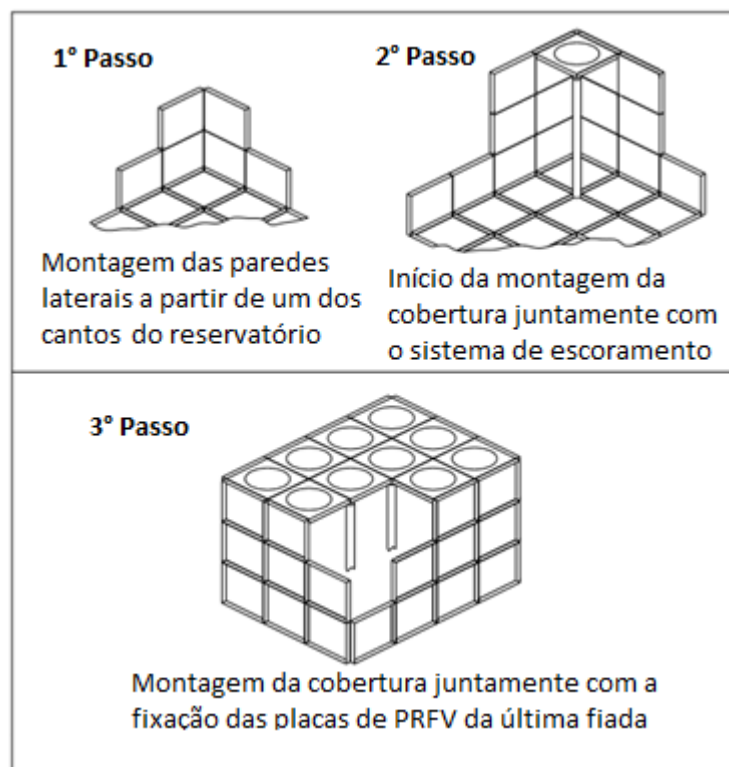 1° Passo
Montagem das paredes
laterais a partir de um dos
cantos do reservatório
2° Passo
Início da montagem da
cobertura juntamente com
o sistema de escoramento
3° Passo
Montagem da cobertura juntamente com a
fixação das placas de PRFV da última fiada